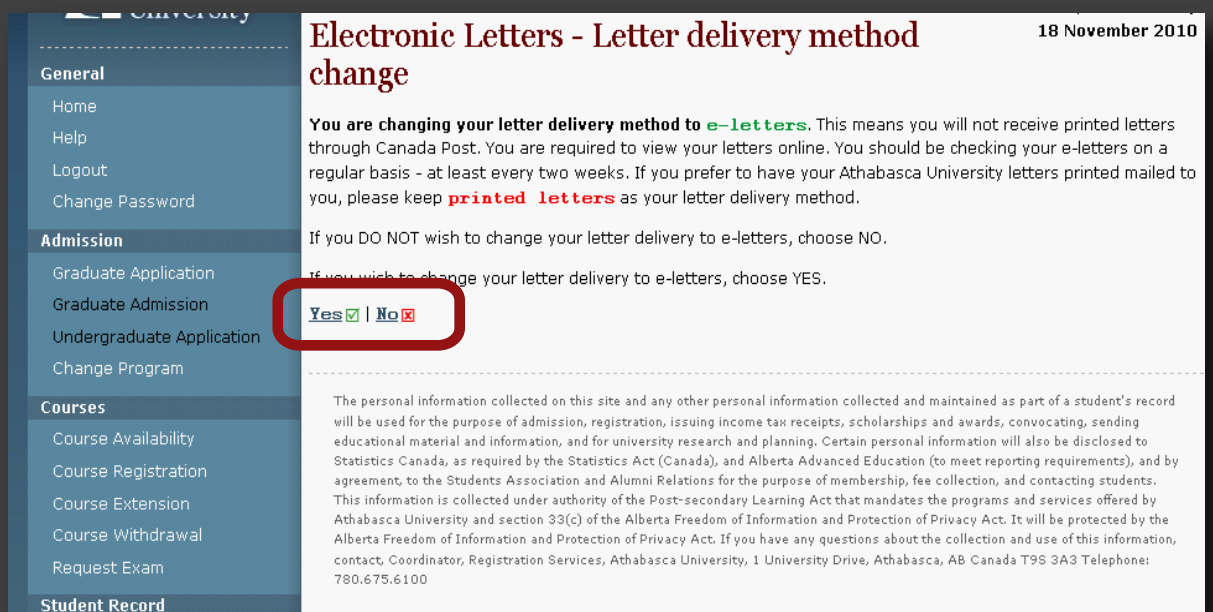 University
General
Home
Help
Logout
Change Password
Admission
Graduate Application
Graduate Admission
Undergraduate Application
Change Program
Courses
Course Availability
Course Registration
Course Extension
Course Withdrawal
Request Exam
Student Record
18 November 2010
Electronic Letters - Letter delivery method
change
You are changing your letter delivery method to e-letters. This means you will not receive printed letters
through Canada Post. You are required to view your letters online. You should be checking your e-letters on a
regular basis - at least every two weeks. If you prefer to have your Athabasca University letters printed mailed to
you, please keep printed letters as your letter delivery method.
If you DO NOT wish to change your letter delivery to e-letters, choose NO.
If you wish to change your letter delivery to e-letters, choose YES.
Yes | No
The personal information collected on this site and any other personal information collected and maintained as part of a student's record
will be used for the purpose of admission, registration, issuing income tax receipts, scholarships and awards, convocating, sending
educational material and information, and for university research and planning. Certain personal information will also be disclosed to
Statistics Canada, as required by the Statistics Act (Canada), and Alberta Advanced Education (to meet reporting requirements), and by
agreement, to the Students Association and Alumni Relations for the purpose of membership, fee collection, and contacting students.
This information is collected under authority of the Post-secondary Learning Act that mandates the programs and services offered by
Athabasca University and section 33(c) of the Alberta Freedom of Information and Protection of Privacy Act. It will be protected by the
Alberta Freedom of Information and Protection of Privacy Act. If you have any questions about the collection and use of this information,
contact, Coordinator, Registration Services, Athabasca University, 1 University Drive, Athabasca, AB Canada T9S 3A3 Telephone:
780.675.6100